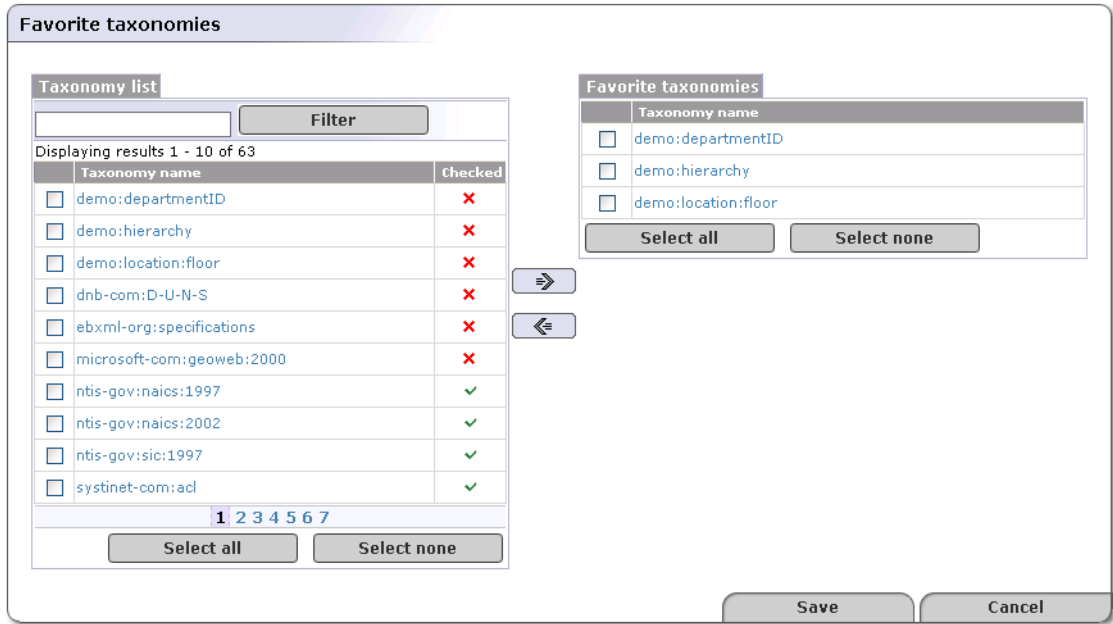 Favorite taxonomies
Taxonomy list
Filter
Displaying results 1 - 10 of 63
Taxonomy name Checked
demo:departmentID
demo:hierarchy
demo:location:floor
dnb-com:D-U-N-S
ebxml-org:specifications
microsoft-com:geoweb:2000
ntis-gov:naics:1997
ntis-gov:naics:2002
ntis-gov:sic:1997
systinet-com:acl
1 2 3 4 5 6 7
Select all Select none
Favorite taxonomies
Taxonomy name
demo:departmentID
demo:hierarchy
demo:location:floor
Select all Select none
Save Cancel